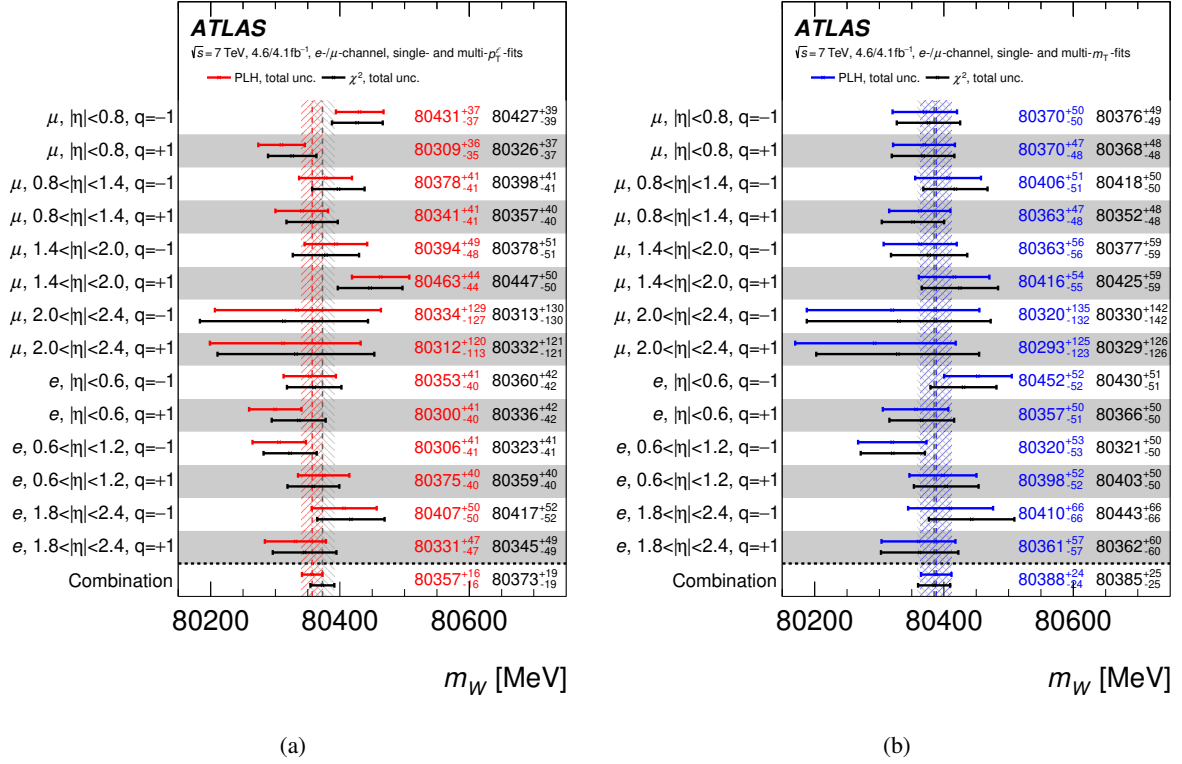 ATLAS
√s = 7 TeV, 4.6/4.1 fb⁻¹, e-/μ-channel, single- and multi-p_T^ℓ-fits
PLH, total unc. χ², total unc.
μ, |η|<0.8, q=−1 80431 +37 -37 80427 +39 -39
μ, |η|<0.8, q=+1 80309 +36 -35 80326 +37 -37
μ, 0.8<|η|<1.4, q=−1 80378 +41 -41 80398 +41 -41
μ, 0.8<|η|<1.4, q=+1 80341 +41 -41 80357 +40 -40
μ, 1.4<|η|<2.0, q=−1 80394 +49 -48 80378 +51 -51
μ, 1.4<|η|<2.0, q=+1 80463 +44 -44 80447 +50 -50
μ, 2.0<|η|<2.4, q=−1 80334 +129 -127 80313 +130 -130
μ, 2.0<|η|<2.4, q=+1 80312 +120 -113 80332 +121 -121
e, |η|<0.6, q=−1 80353 +41 -40 80360 +42 -42
e, |η|<0.6, q=+1 80300 +41 -40 80336 +42 -42
e, 0.6<|η|<1.2, q=−1 80306 +41 -41 80323 +41 -41
e, 0.6<|η|<1.2, q=+1 80375 +40 -40 80359 +40 -40
e, 1.8<|η|<2.4, q=−1 80407 +50 -50 80417 +52 -52
e, 1.8<|η|<2.4, q=+1 80331 +47 -47 80345 +49 -49
Combination 80357 +16 -16 80373 +19 -19
80200 80400 80600
m_W [MeV]
(a)
ATLAS
√s = 7 TeV, 4.6/4.1 fb⁻¹, e-/μ-channel, single- and multi-m_T-fits
PLH, total unc. χ², total unc.
μ, |η|<0.8, q=−1 80370 +50 -50 80376 +49 -49
μ, |η|<0.8, q=+1 80370 +47 -48 80368 +48 -48
μ, 0.8<|η|<1.4, q=−1 80406 +51 -51 80418 +50 -50
μ, 0.8<|η|<1.4, q=+1 80363 +47 -48 80352 +48 -48
μ, 1.4<|η|<2.0, q=−1 80363 +56 -56 80377 +59 -59
μ, 1.4<|η|<2.0, q=+1 80416 +54 -55 80425 +59 -59
μ, 2.0<|η|<2.4, q=−1 80320 +135 -132 80330 +142 -142
μ, 2.0<|η|<2.4, q=+1 80293 +125 -123 80329 +126 -126
e, |η|<0.6, q=−1 80452 +52 -52 80430 +51 -51
e, |η|<0.6, q=+1 80357 +50 -51 80366 +50 -50
e, 0.6<|η|<1.2, q=−1 80320 +53 -53 80321 +50 -50
e, 0.6<|η|<1.2, q=+1 80398 +52 -52 80403 +50 -50
e, 1.8<|η|<2.4, q=−1 80410 +66 -66 80443 +66 -66
e, 1.8<|η|<2.4, q=+1 80361 +57 -57 80362 +60 -60
Combination 80388 +24 -24 80385 +25 -25
80200 80400 80600
m_W [MeV]
(b)